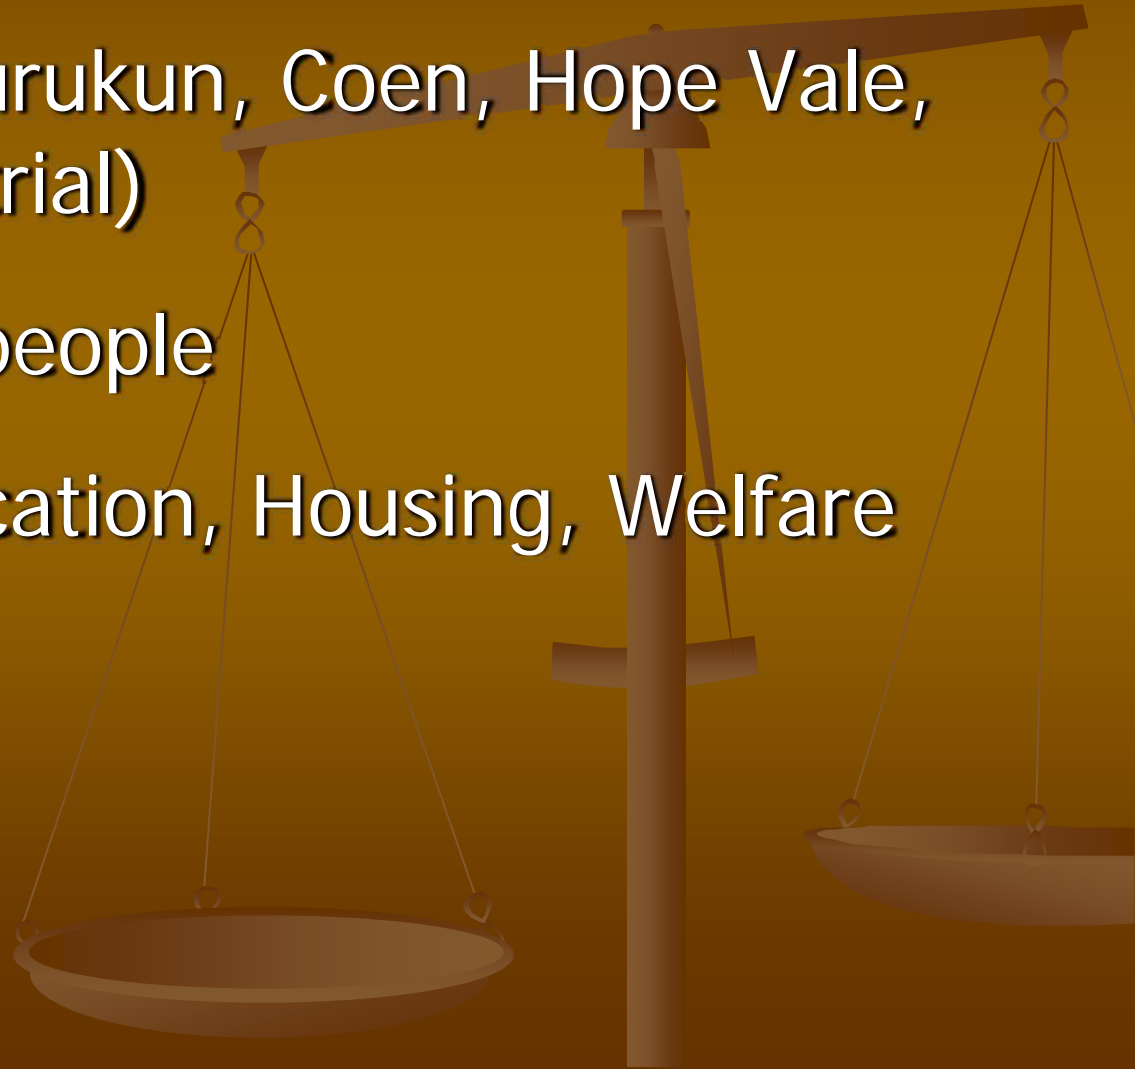 urukun, Coen, Hope Vale,
rial)
people
cation, Housing, Welfare